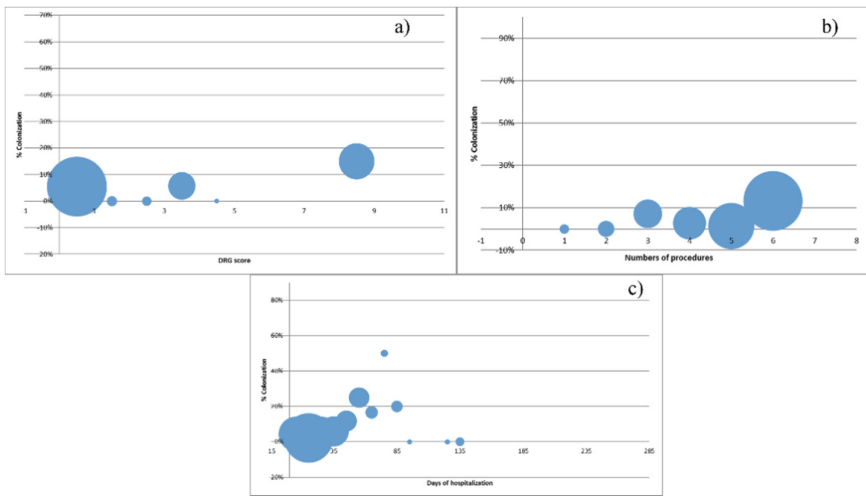 a)
% Colonization
70%
60%
50%
40%
30%
20%
10%
0%
20%
1 1 3 5 7 9 11
DRG score
b)
% Colonization
90%
70%
50%
30%
10%
-10%
-1 0 1 2 3 4 5 6 7 8
Numbers of procedures
c)
% Colonization
80%
60%
40%
20%
-0%
20%
15 35 85 135 185 235 285
Days of hospitalization